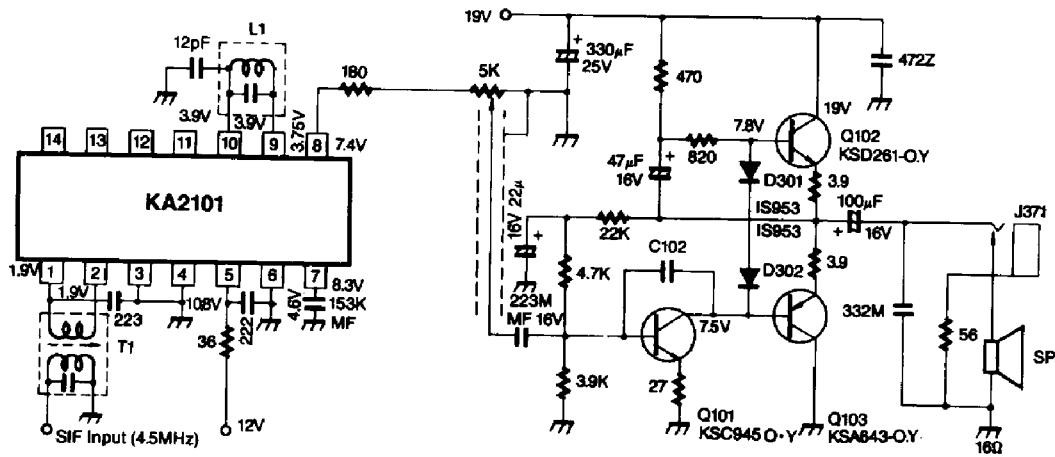 L1
12pF
3.9V
3.9V
3.75V
7.4V
180
5K
19V
330μF
25V
470
472Z
14
13
12
11
10
9
8
KA2101
1
2
3
4
5
6
7
1.9V
1.9V
223
10.8V
T1
36
222
4.6V
8.3V
153K
MF
SIF Input (4.5MHz)
12V
16V 22μ
223M
MF 16V
22K
4.7K
3.9K
47μF
16V
820
7.8V
19V
Q102
KSD261-O.Y
D301
IS953
IS953
D302
3.9
100μF
16V
3.9
C102
7.5V
27
Q101
KSC945 O·Y
Q103
KSA643-O.Y
332M
56
J371
SP
16Ω